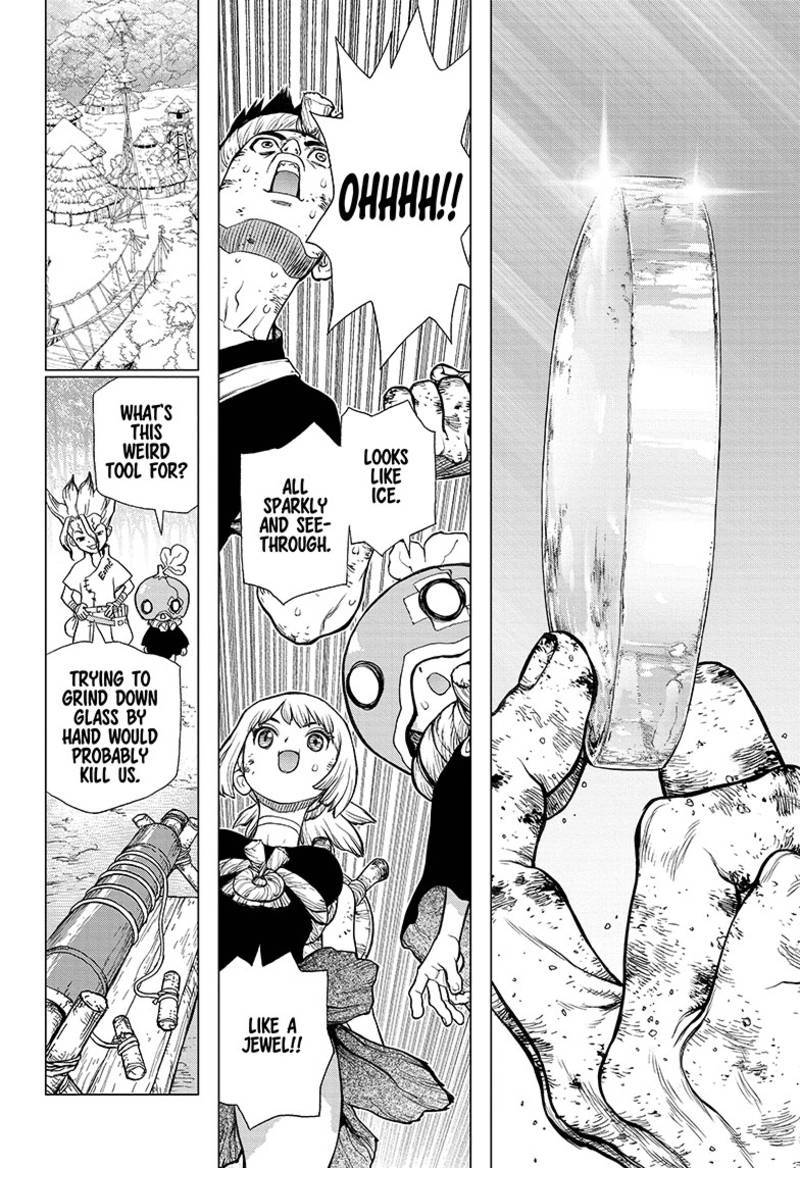 OHHHH!!
LOOKS
LIKE
ICE.
ALL
SPARKLY
AND SEE-
THROUGH.
LIKE A
JEWEL!!
WHAT'S
THIS
WEIRD
TOOL FOR?
TRYING TO
GRIND DOWN
GLASS BY
HAND WOULD
PROBABLY
KILL US.